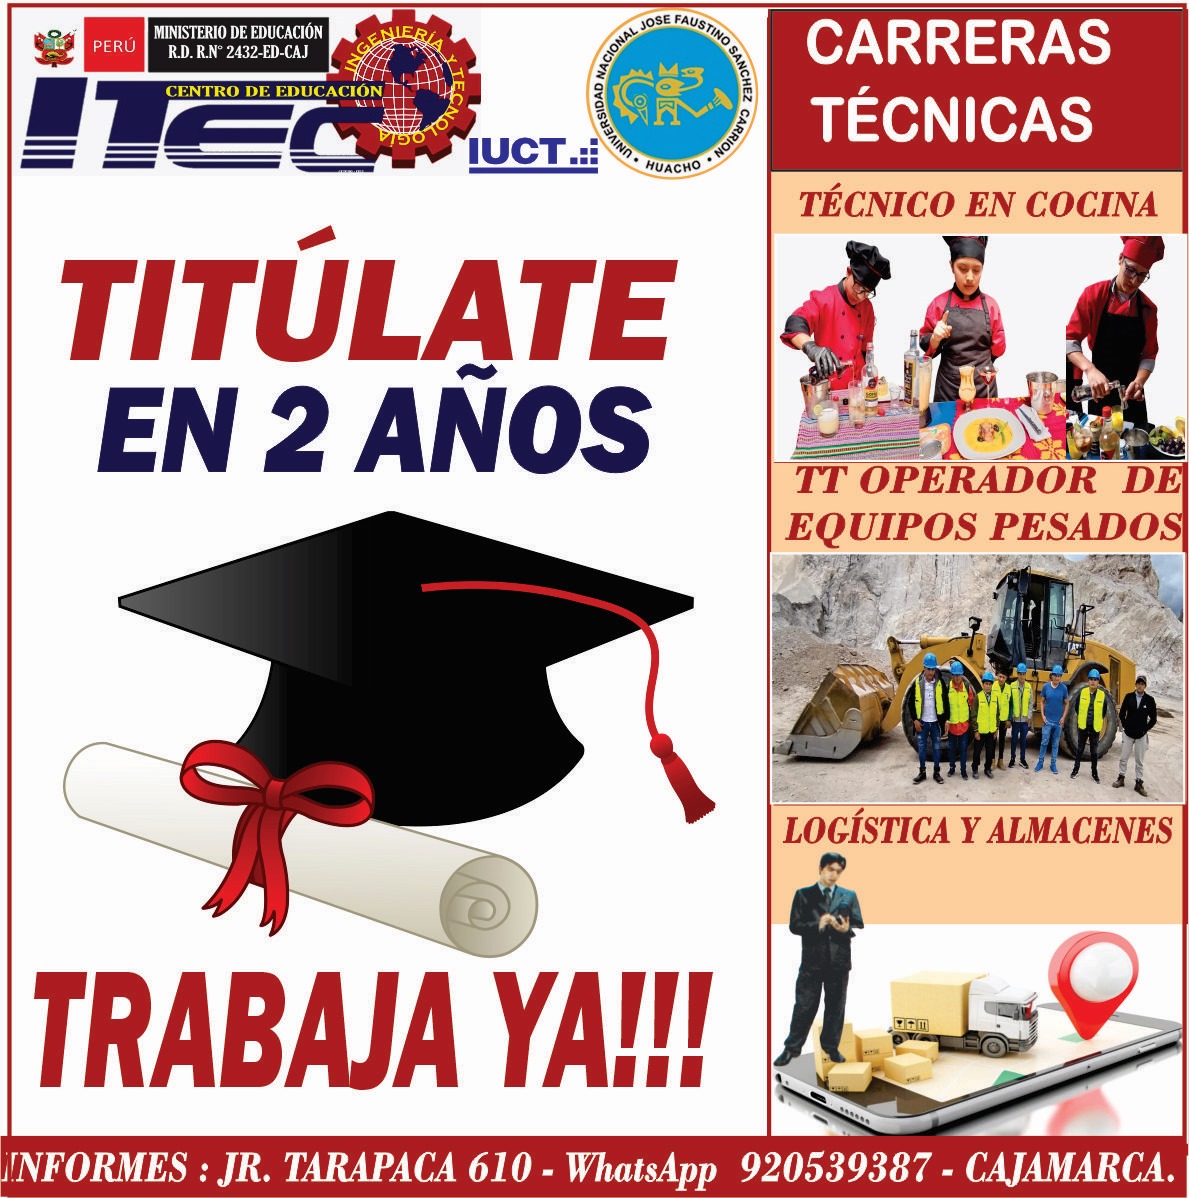 PERÚ
MINISTERIO DE EDUCACIÓN
R.D. R.N° 2432-ED-CAJ
CENTRO DE EDUCACIÓN
ITEC
INGENIERÍA Y TECNOLOGÍA
IUCT
UNIVERSIDAD NACIONAL JOSE FAUSTINO SANCHEZ CARRION
• HUACHO •
CARRERAS
TÉCNICAS
TITÚLATE
EN 2 AÑOS
TRABAJA YA!!!
TÉCNICO EN COCINA
TT OPERADOR DE
EQUIPOS PESADOS
LOGÍSTICA Y ALMACENES
INFORMES : JR. TARAPACA 610 - WhatsApp 920539387 - CAJAMARCA.